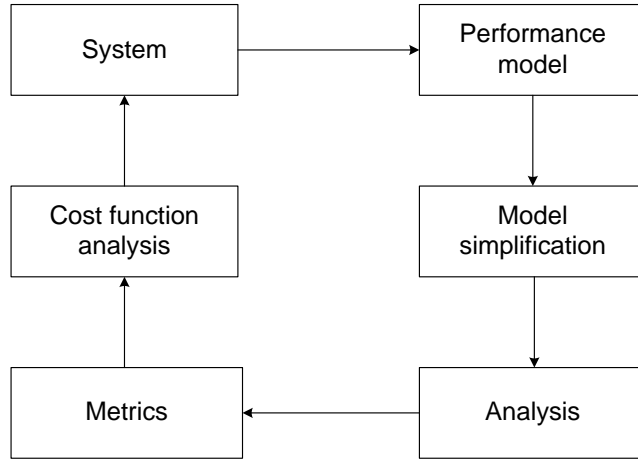 System
Performance
model
Cost function
analysis
Model
simplification
Metrics
Analysis